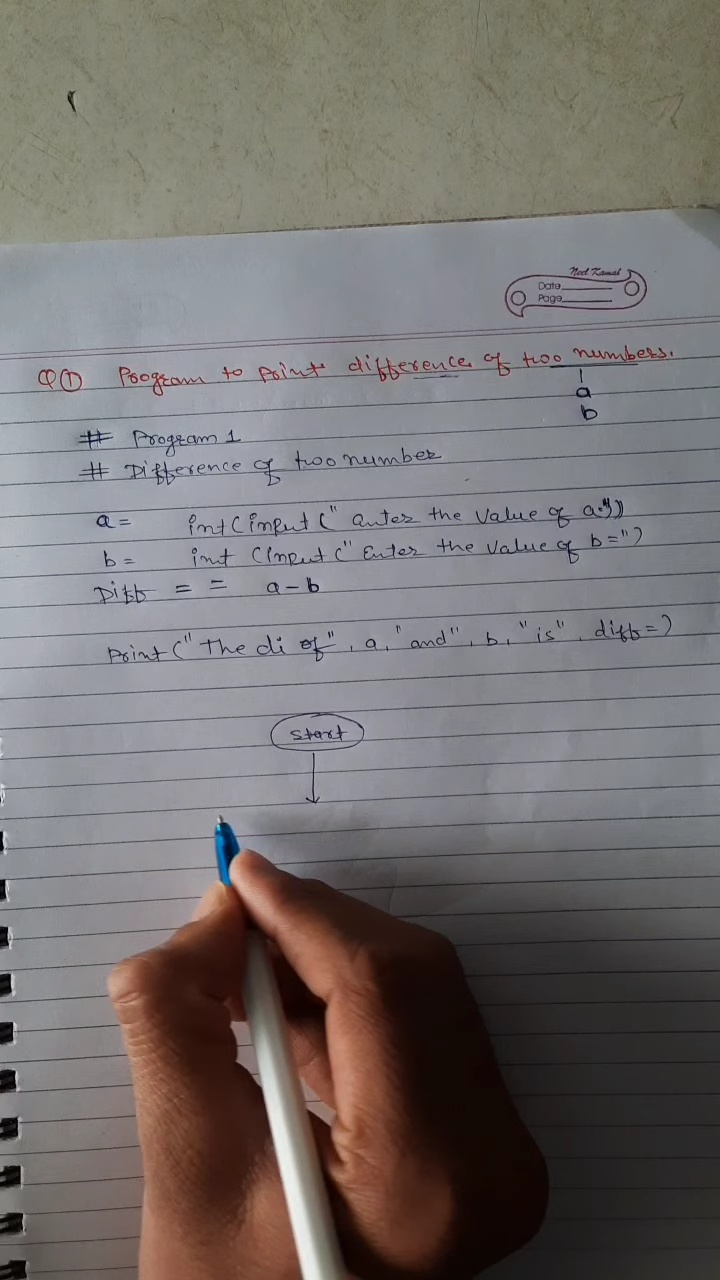 Neel Kamal
Date
Page
Q① Program to print difference of two numbers.
a
b
# Program 1
# Difference of two number
a = int(input(" anter the value of a="))
b = int (input (" Enter the value of b=")
Diff = = a-b
Print (" The di of", a, "and", b, "is", diff=)
Start